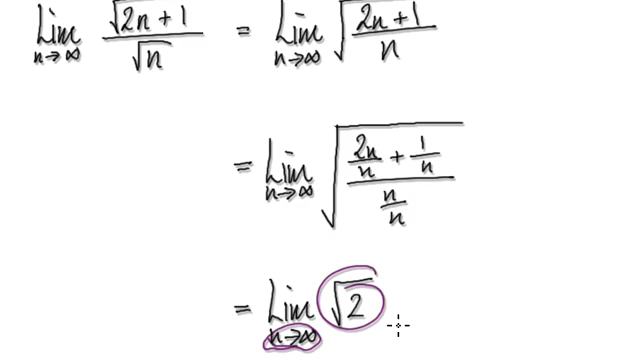 Lim n→∞ √(2n + 1) / √n = Lim n→∞ √((2n + 1) / n)
= Lim n→∞ √((2n/n + 1/n) / (n/n))
= Lim n→∞ √2